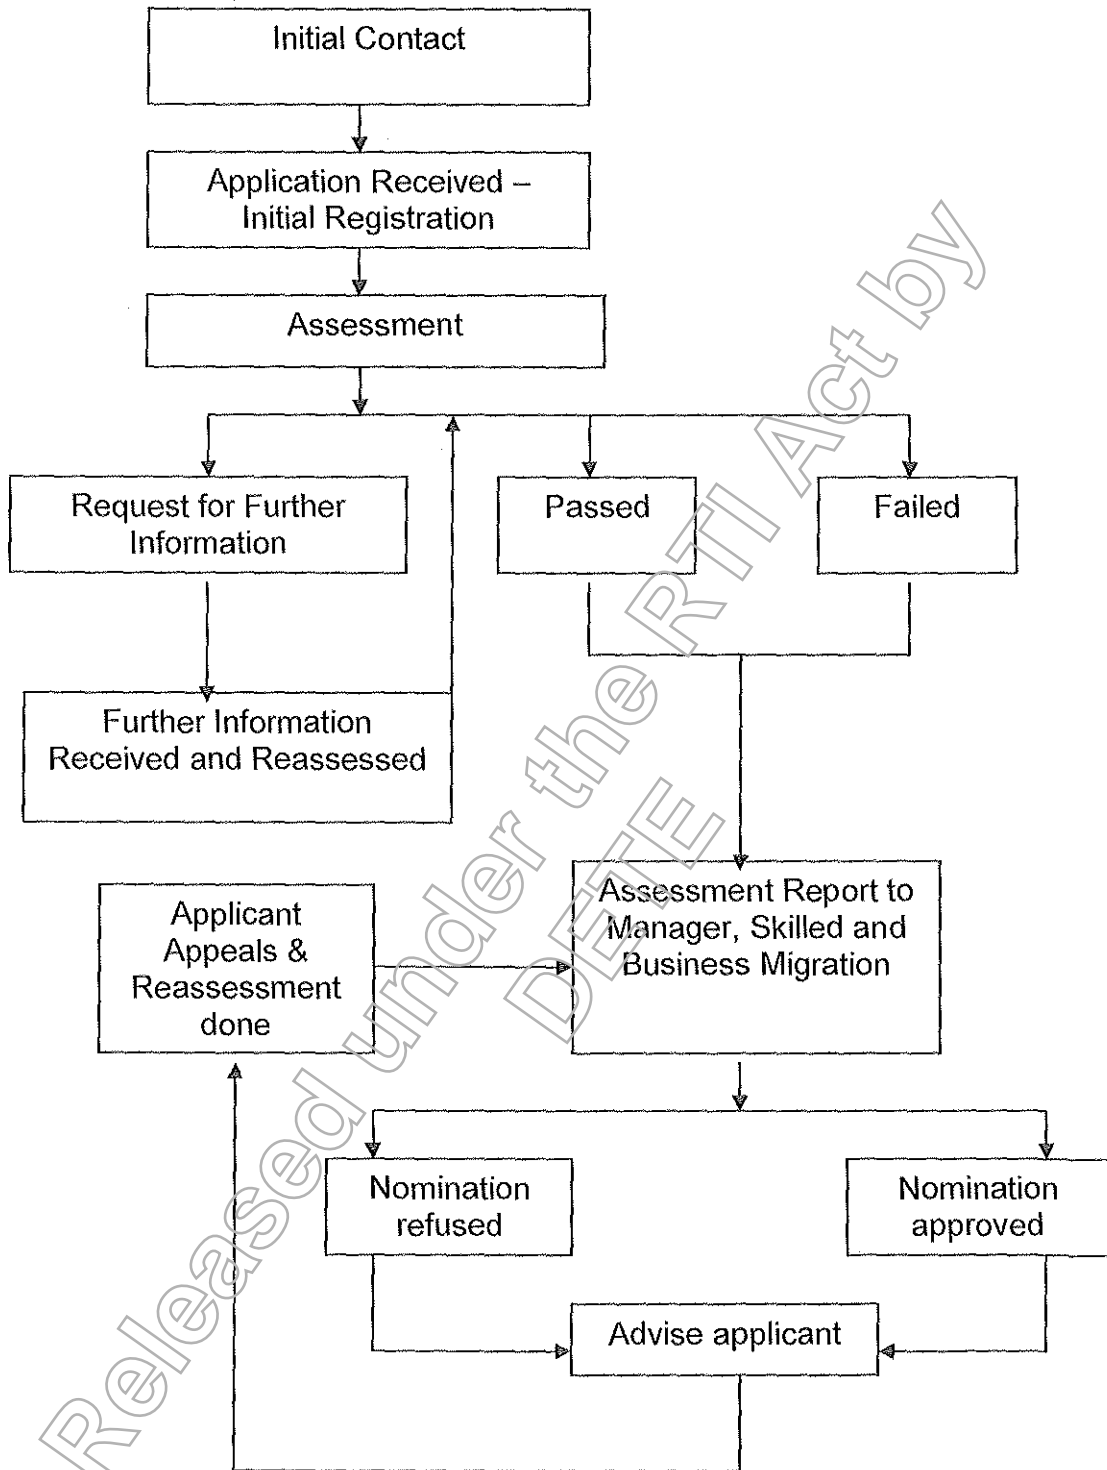 Initial Contact
Application Received –
Initial Registration
Assessment
Request for Further
Information
Passed
Failed
Further Information
Received and Reassessed
Applicant
Appeals &
Reassessment
done
Assessment Report to
Manager, Skilled and
Business Migration
Nomination
refused
Nomination
approved
Advise applicant
Released under the RTI Act by
DETE